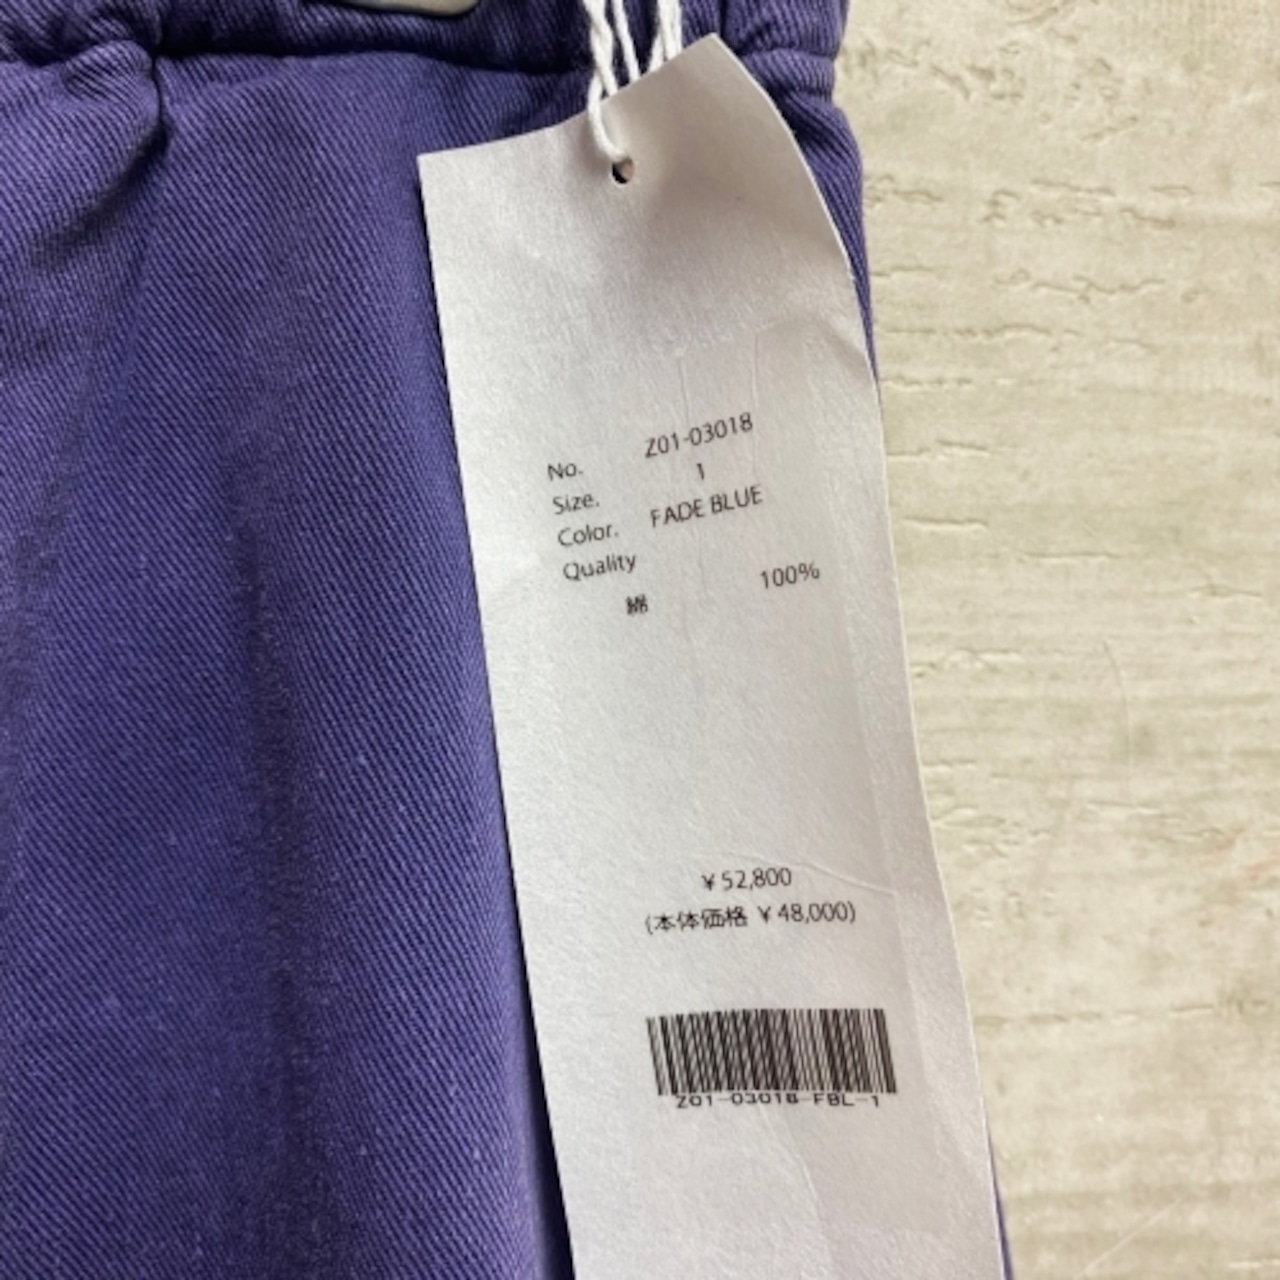 No. Z01-03018
Size. 1
Color. FADE BLUE
Quality
綿 100%
￥52,800
(本体価格 ￥48,000)
Z01-03018-FBL-1